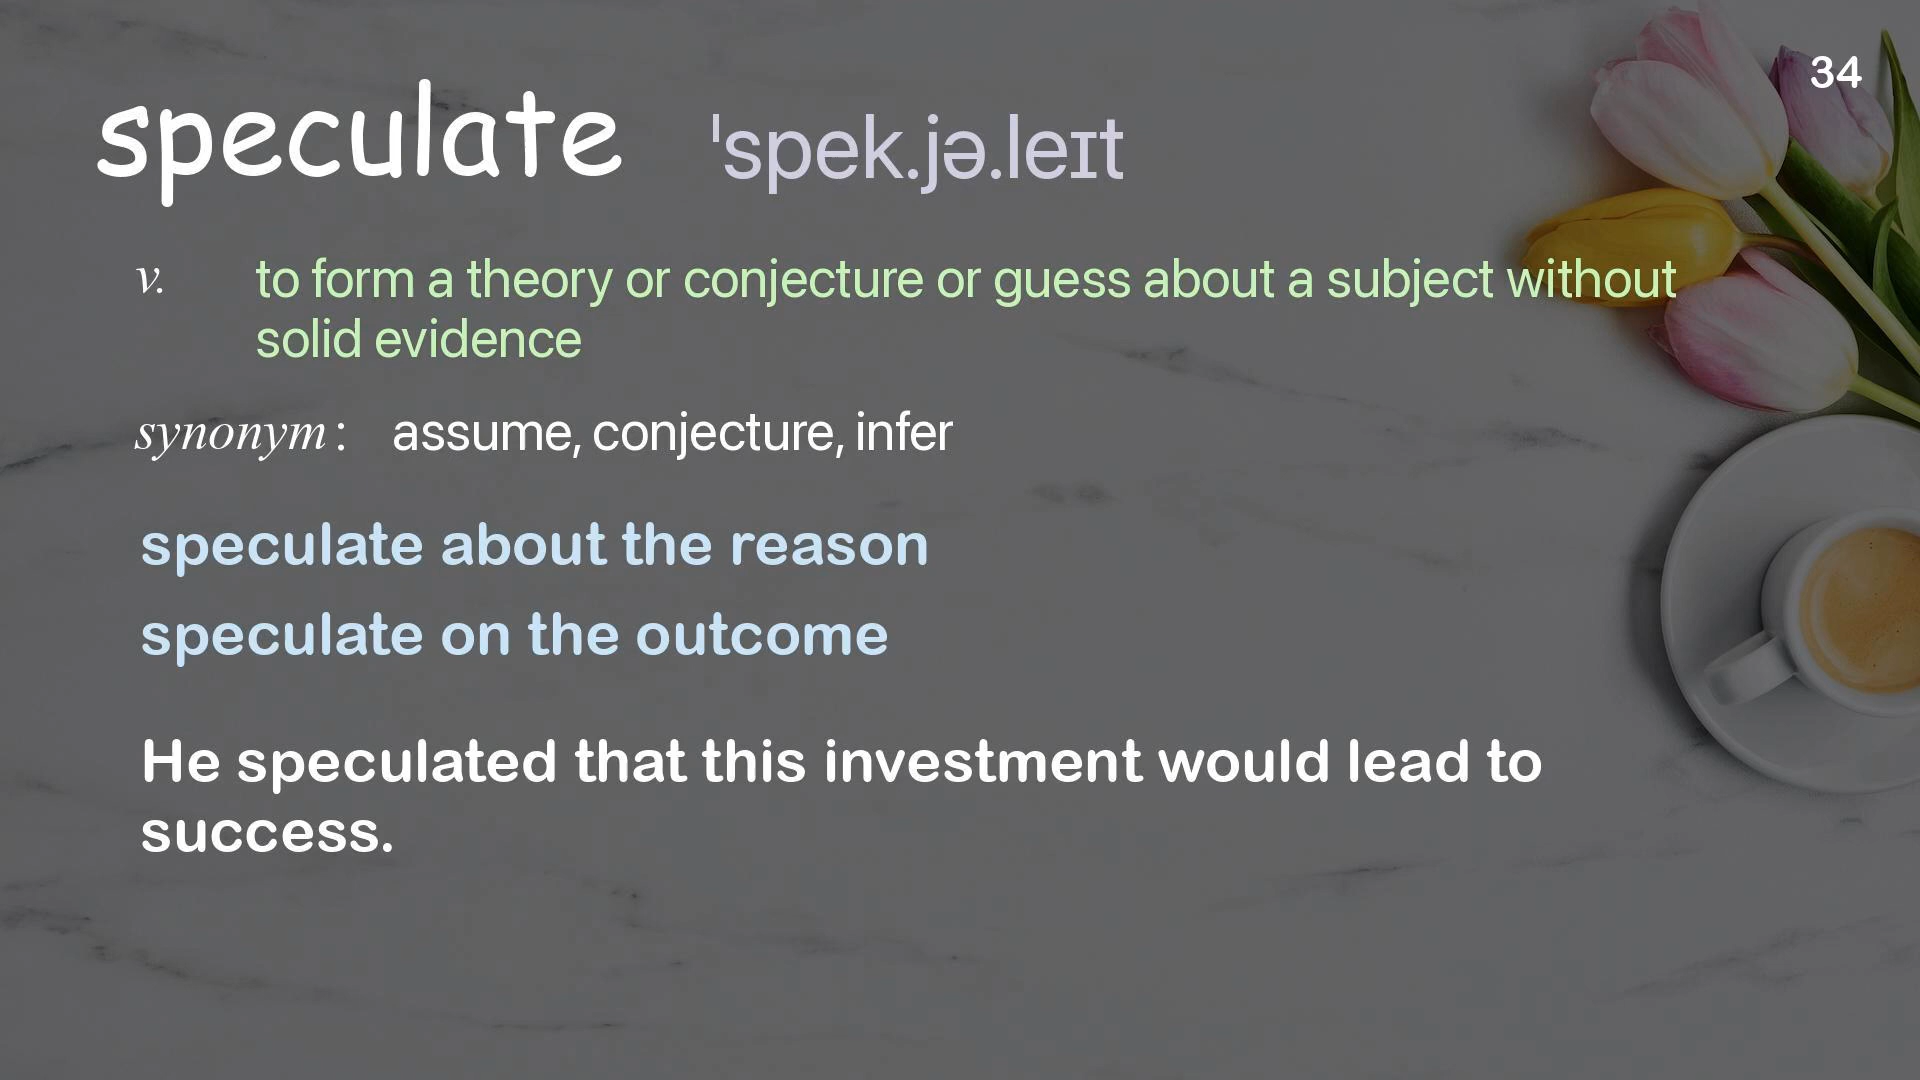 34
speculate ˈspek.jə.leɪt
v. to form a theory or conjecture or guess about a subject without
solid evidence
synonym: assume, conjecture, infer
speculate about the reason
speculate on the outcome
He speculated that this investment would lead to
success.